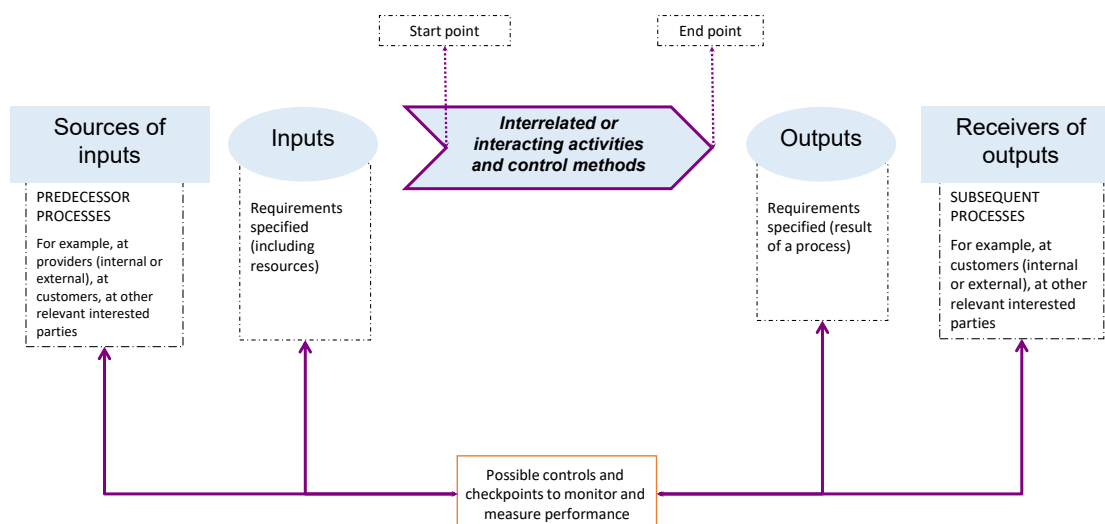 Start point
End point
Sources of
inputs
Inputs
Interrelated or
interacting activities
and control methods
Outputs
Receivers of
outputs
PREDECESSOR
PROCESSES
For example, at
providers (internal or
external), at
customers, at other
relevant interested
parties
Requirements
specified
(including
resources)
Requirements
specified (result
of a process)
SUBSEQUENT
PROCESSES
For example, at
customers (internal
or external), at other
relevant interested
parties
Possible controls and
checkpoints to monitor and
measure performance